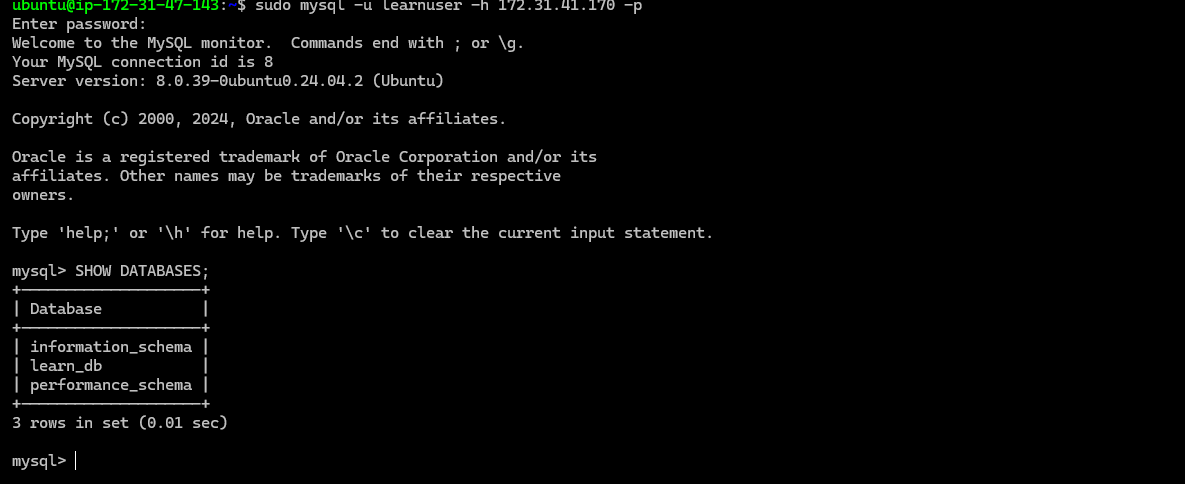 ubuntu@ip-172-31-47-143:~$ sudo mysql -u learnuser -h 172.31.41.170 -p
Enter password:
Welcome to the MySQL monitor.  Commands end with ; or \g.
Your MySQL connection id is 8
Server version: 8.0.39-0ubuntu0.24.04.2 (Ubuntu)

Copyright (c) 2000, 2024, Oracle and/or its affiliates.

Oracle is a registered trademark of Oracle Corporation and/or its
affiliates. Other names may be trademarks of their respective
owners.

Type 'help;' or '\h' for help. Type '\c' to clear the current input statement.

mysql> SHOW DATABASES;
+--------------------+
| Database           |
+--------------------+
| information_schema |
| learn_db           |
| performance_schema |
+--------------------+
3 rows in set (0.01 sec)

mysql>